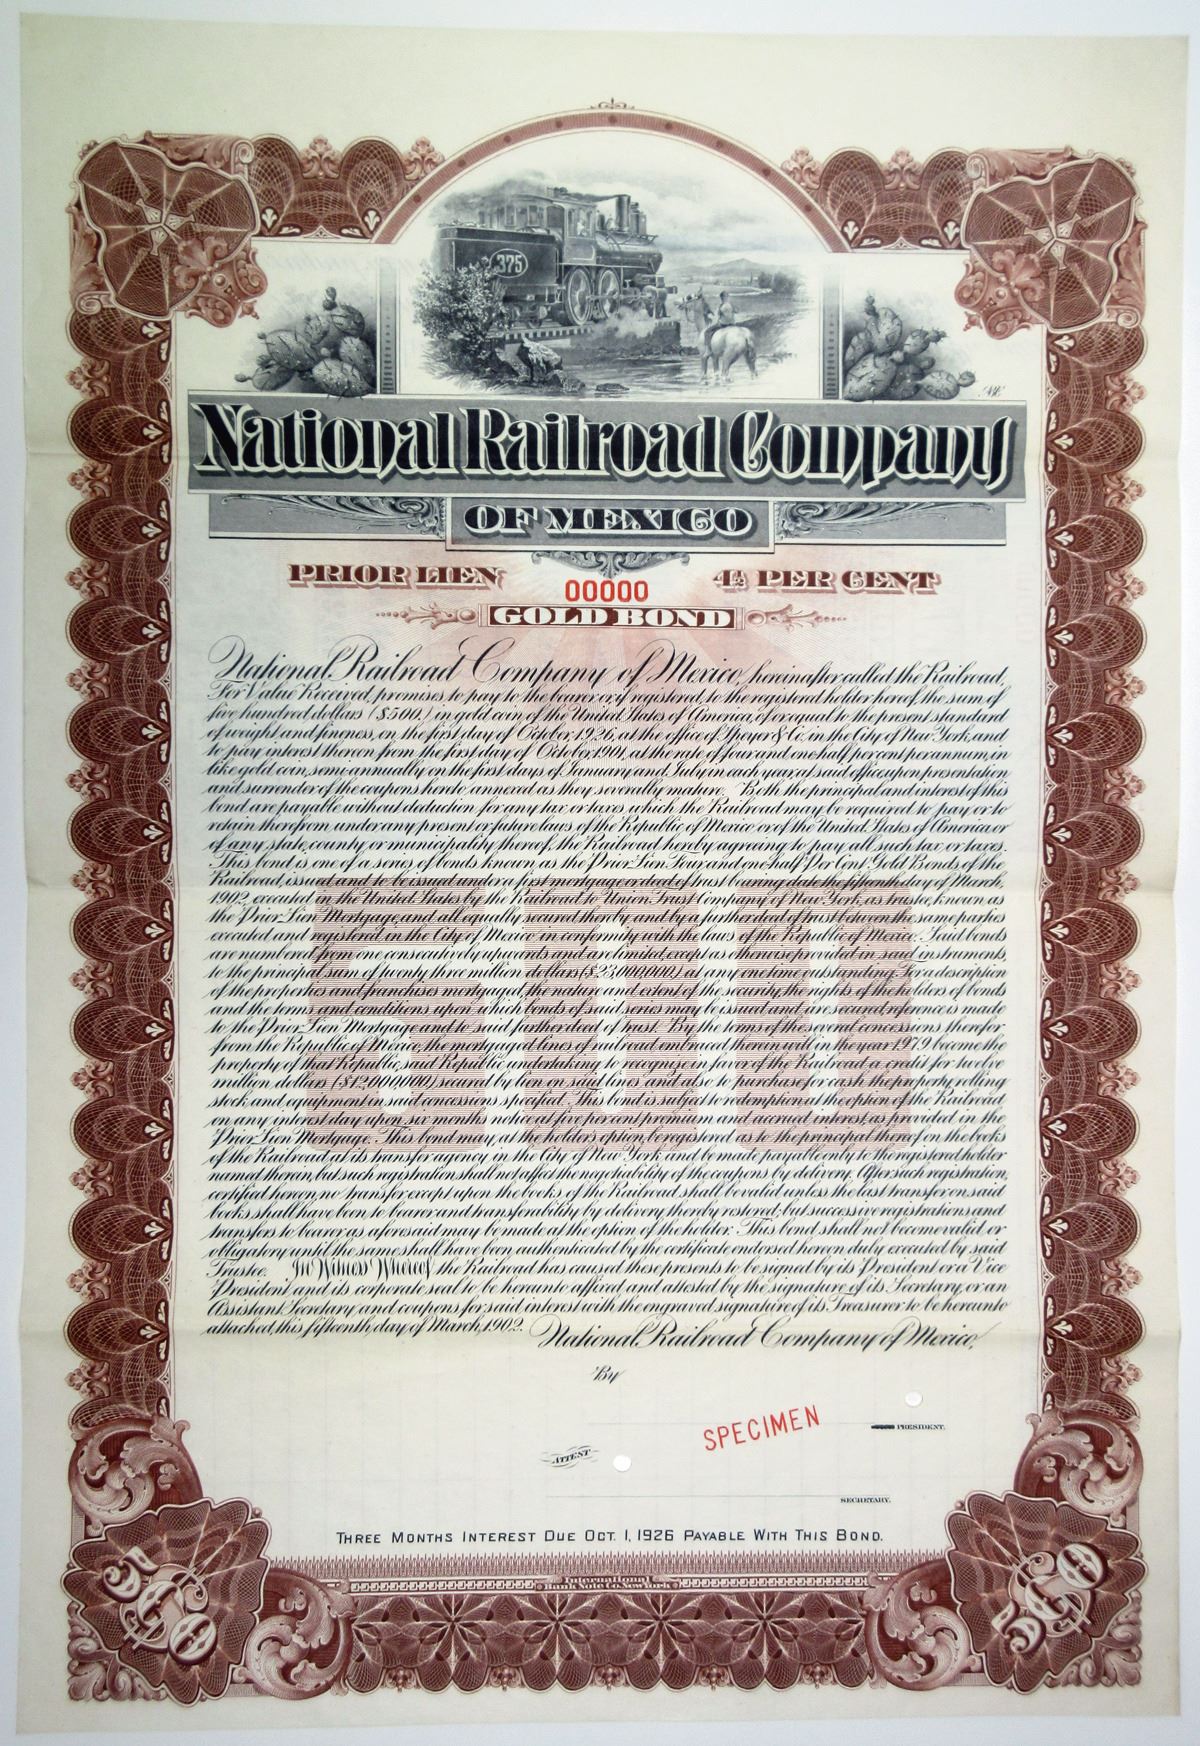 375
National Railroad Company
OF MEXICO
PRIOR LIEN 00000 4½ PER CENT
GOLD BOND
National Railroad Company of Mexico, hereinafter called the Railroad,
For Value Received, promises to pay to the bearer, or if registered, to the registered holder hereof, the sum of
five hundred dollars ($500.) in gold coin of the United States of America, of or equal to the present standard
of weight and fineness, on the first day of October, 1926, at the office of Speyer & Co., in the City of New York, and
to pay interest thereon from the first day of October, 1901, at the rate of four and one half per cent per annum, in
like gold coin, semi-annually on the first days of January and July in each year, at said office upon presentation
and surrender of the coupons hereto annexed as they severally mature. Both the principal and interest of this
bond are payable without deduction for any tax or taxes which the Railroad may be required to pay or to
retain therefrom under any present or future laws of the Republic of Mexico or of the United States of America or
of any state, county or municipality thereof, the Railroad hereby agreeing to pay all such tax or taxes.
This bond is one of a series of bonds known as the Prior Lien Four and one half Per Cent. Gold Bonds of the
Railroad, issued and to be issued under a first mortgage or deed of trust bearing date the fifteenth day of March,
1902, executed in the United States by the Railroad to Union Trust Company of New York, as trustee, known as
the Prior Lien Mortgage, and all equally secured thereby and by a further deed of trust between the same parties
executed and registered in the City of Mexico in conformity with the laws of the Republic of Mexico. Said bonds
are numbered from one consecutively upwards and are limited, except as otherwise provided in said instruments,
to the principal sum of twenty three million dollars ($23,000,000) at any one time outstanding. For a description
of the properties and franchises mortgaged, the nature and extent of the security, the rights of the holders of bonds
and the terms and conditions upon which bonds of said series may be issued and are secured, reference is made
to the Prior Lien Mortgage and to said further deed of trust. By the terms of the several concessions therefor
from the Republic of Mexico, the mortgaged lines of railroad embraced therein will in the year 1979 become the
property of that Republic, said Republic undertaking to recognize in favor of the Railroad a credit for twelve
million dollars ($12,000,000) secured by lien on said lines and also to purchase for cash the property, rolling
stock, and equipment in said concessions specified. This bond is subject to redemption at the option of the Railroad
on any interest day upon six months notice at five per cent premium and accrued interest, as provided in the
Prior Lien Mortgage. This bond may, at the holders option, be registered as to the principal thereof on the books
of the Railroad at its transfer agency in the City of New York, and be made payable only to the registered holder
named therein, but such registration shall not affect the negotiability of the coupons by delivery. After such registration,
certified hereon, no transfer except upon the books of the Railroad shall be valid unless the last transfer on said
books shall have been to bearer and transferability by delivery thereby restored; but successive registrations and
transfers to bearer as aforesaid may be made at the option of the holder. This bond shall not become valid or
obligatory until the same shall have been authenticated by the certificate endorsed hereon duly executed by said
Trustee. In Witness Whereof the Railroad has caused these presents to be signed by its President or a Vice
President and its corporate seal to be hereunto affixed and attested by the signature of its Secretary, or an
Assistant Secretary, and coupons for said interest with the engraved signature of its Treasurer to be hereunto
attached, this fifteenth day of March, 1902. National Railroad Company of Mexico,
By
SPECIMEN
PRESIDENT.
ATTEST
SECRETARY.
THREE MONTHS INTEREST DUE OCT. 1, 1926 PAYABLE WITH THIS BOND.
International
Bank Note Co. New York
$500
$500